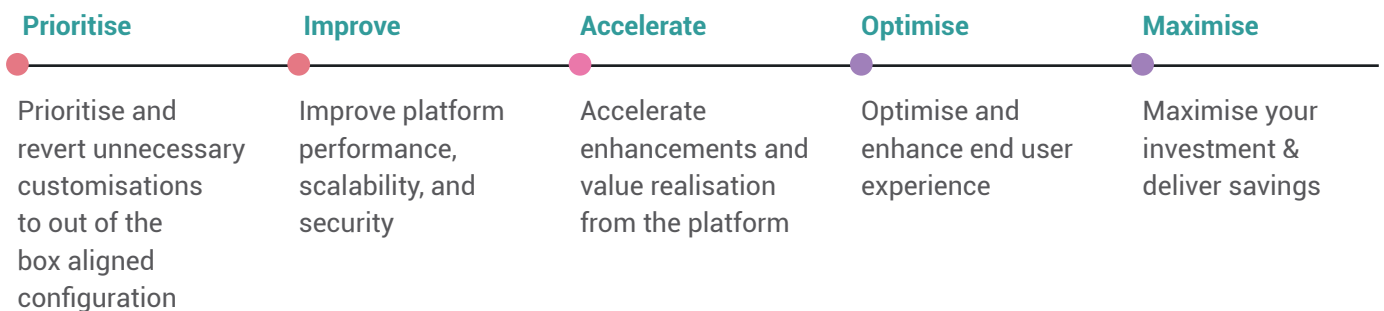 Prioritise
Prioritise and
revert unnecessary
customisations
to out of the
box aligned
configuration
Improve
Improve platform
performance,
scalability, and
security
Accelerate
Accelerate
enhancements and
value realisation
from the platform
Optimise
Optimise and
enhance end user
experience
Maximise
Maximise your
investment &
deliver savings